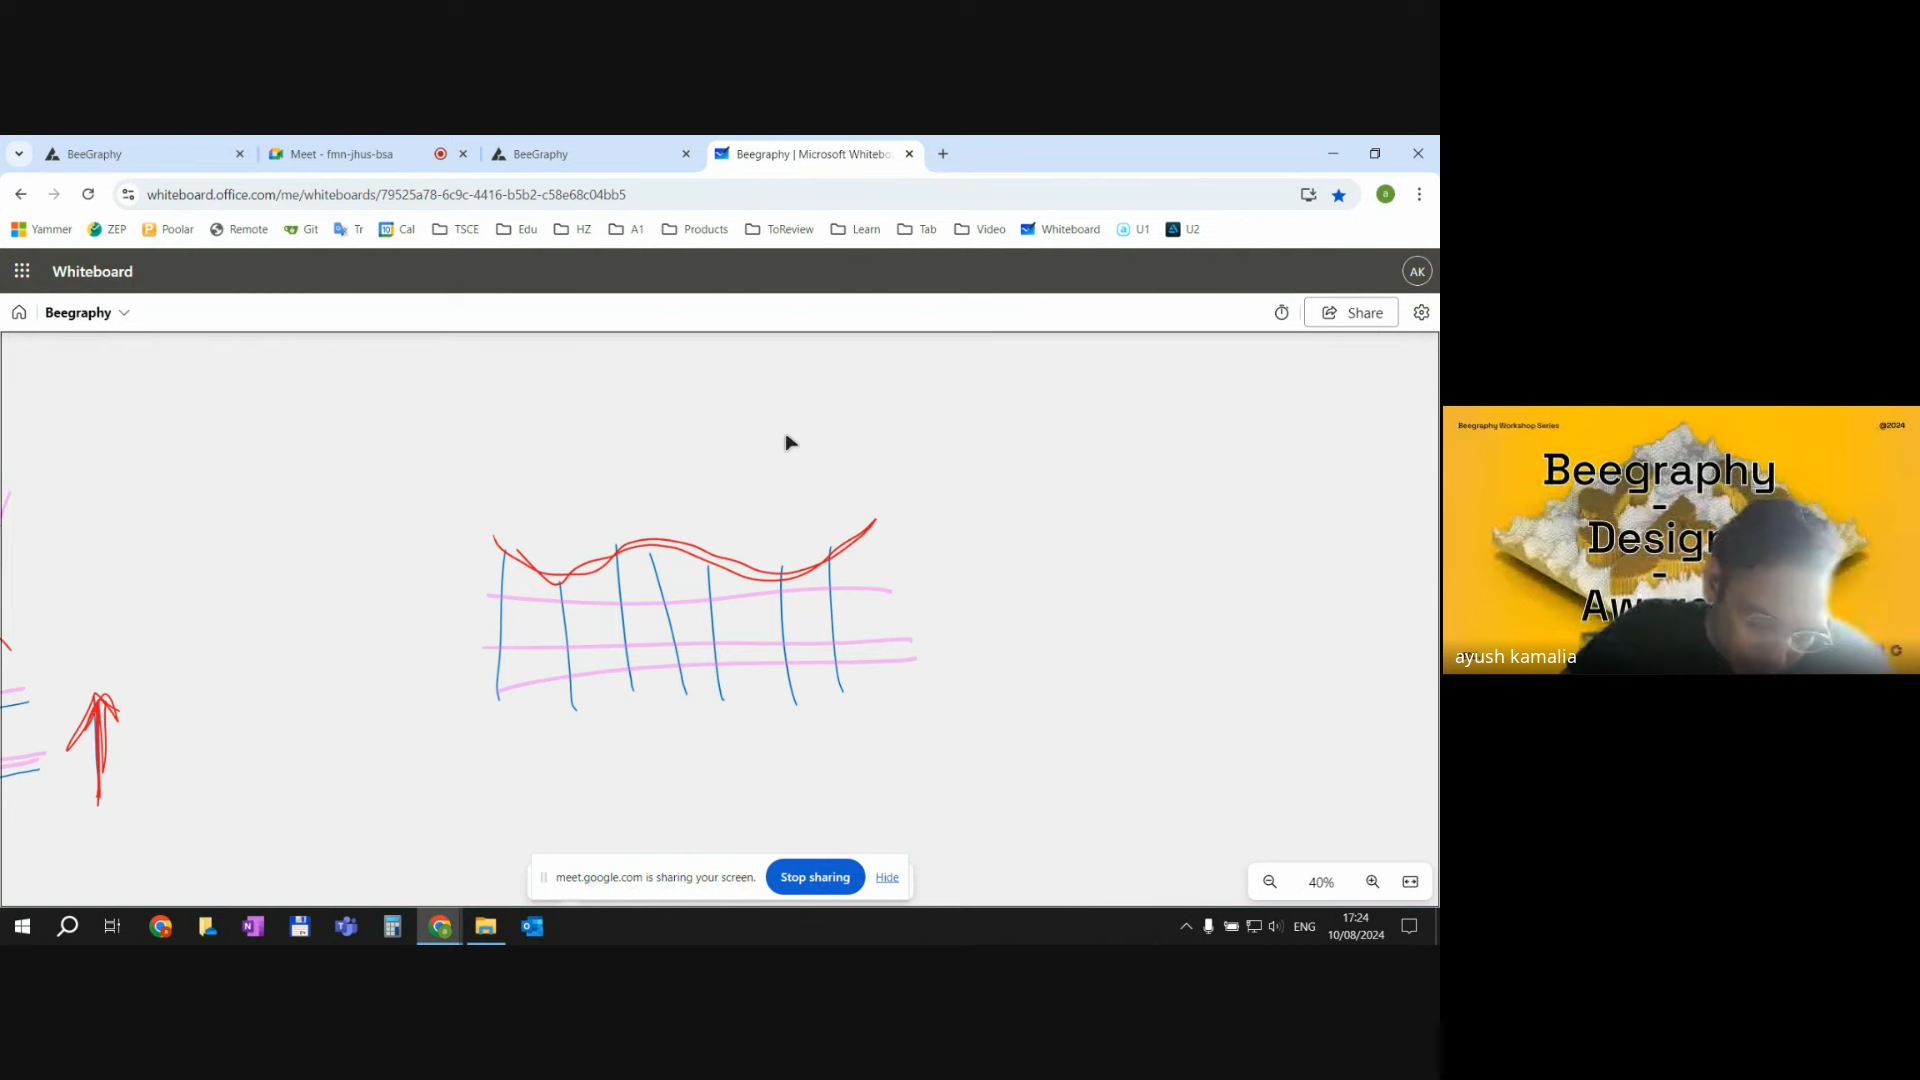 BeeGraphy
Meet - fmn-jhus-bsa
BeeGraphy
Beegraphy | Microsoft Whitebo
whiteboard.office.com/me/whiteboards/79525a78-6c9c-4416-b5b2-c58e68c04bb5
a
Yammer ZEP Poolar Remote Git Tr Cal TSCE Edu HZ A1 Products ToReview Learn Tab Video Whiteboard U1 U2
Whiteboard
AK
Beegraphy
Share
Beegraphy Workshop Series
@2024
Beegraphy
-
Design
-
ayush kamalia
meet.google.com is sharing your screen.
Stop sharing
Hide
40%
ENG
17:24
10/08/2024